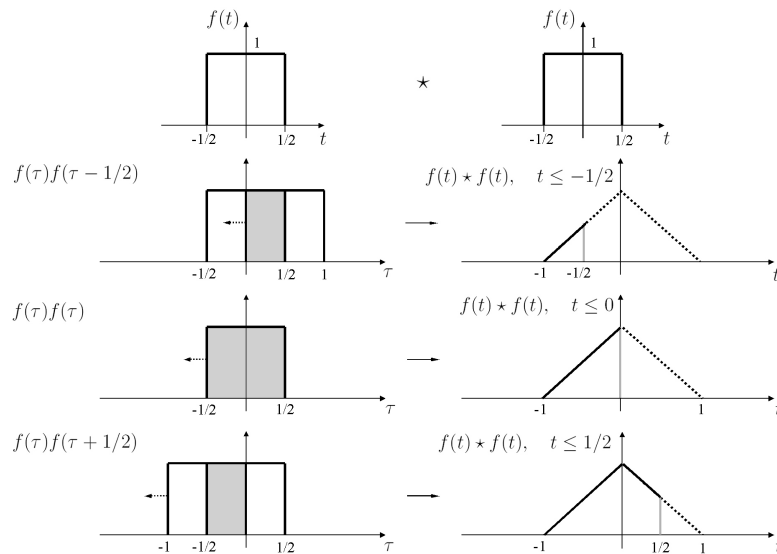 f(t)
1
-1/2
1/2
t
⋆
f(t)
1
-1/2
1/2
t
f(τ)f(τ − 1/2)
-1/2
1/2
1
τ
f(t) ⋆ f(t), t ≤ −1/2
-1
-1/2
1
t
f(τ)f(τ)
-1/2
1/2
τ
f(t) ⋆ f(t), t ≤ 0
-1
1
t
f(τ)f(τ + 1/2)
-1
-1/2
1/2
τ
f(t) ⋆ f(t), t ≤ 1/2
-1
1/2
1
t